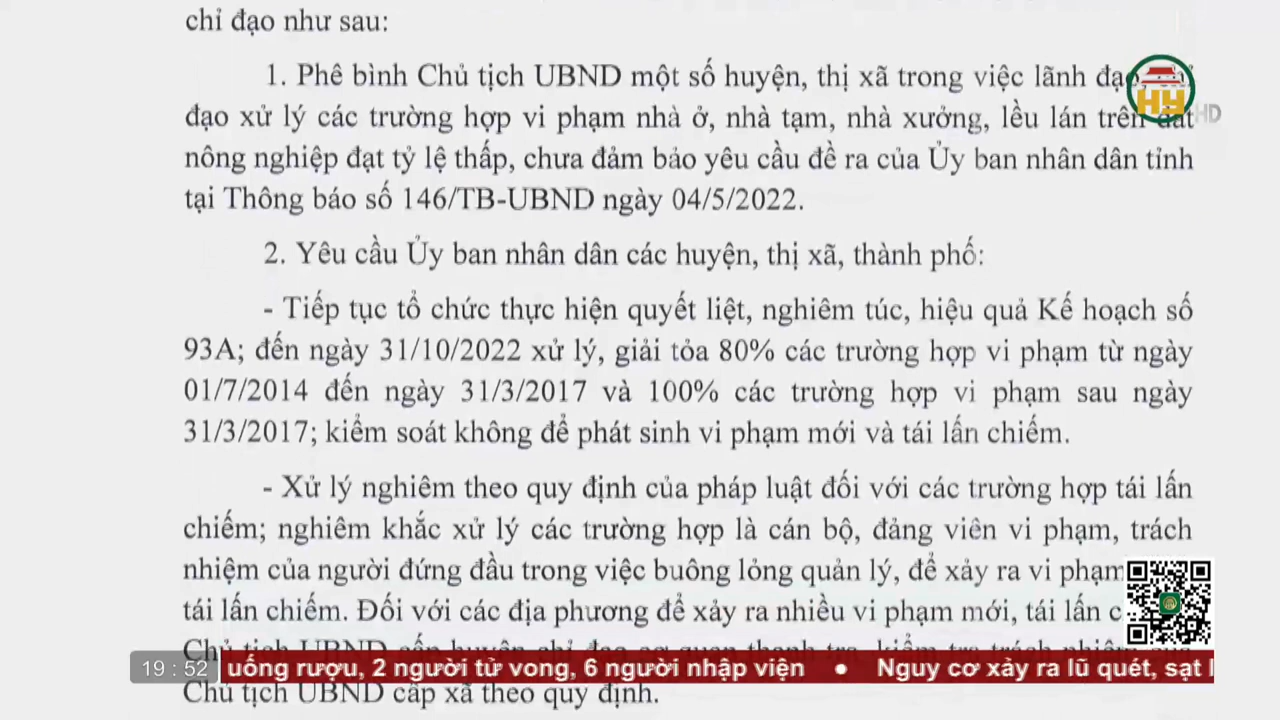 chỉ đạo như sau:
1. Phê bình Chủ tịch UBND một số huyện, thị xã trong việc lãnh đạo
đạo xử lý các trường hợp vi phạm nhà ở, nhà tạm, nhà xưởng, lều lán trên đất
nông nghiệp đạt tỷ lệ thấp, chưa đảm bảo yêu cầu đề ra của Ủy ban nhân dân tỉnh
tại Thông báo số 146/TB-UBND ngày 04/5/2022.
2. Yêu cầu Ủy ban nhân dân các huyện, thị xã, thành phố:
- Tiếp tục tổ chức thực hiện quyết liệt, nghiêm túc, hiệu quả Kế hoạch số
93A; đến ngày 31/10/2022 xử lý, giải tỏa 80% các trường hợp vi phạm từ ngày
01/7/2014 đến ngày 31/3/2017 và 100% các trường hợp vi phạm sau ngày
31/3/2017; kiểm soát không để phát sinh vi phạm mới và tái lấn chiếm.
- Xử lý nghiêm theo quy định của pháp luật đối với các trường hợp tái lấn
chiếm; nghiêm khắc xử lý các trường hợp là cán bộ, đảng viên vi phạm, trách
nhiệm của người đứng đầu trong việc buông lỏng quản lý, để xảy ra vi phạm
tái lấn chiếm. Đối với các địa phương để xảy ra nhiều vi phạm mới, tái lấn c
Chủ tịch UBND
Chủ tịch UBND cấp xã theo quy định.
HY HD
19 : 52 uống rượu, 2 người tử vong, 6 người nhập viện • Nguy cơ xảy ra lũ quét, sạt l